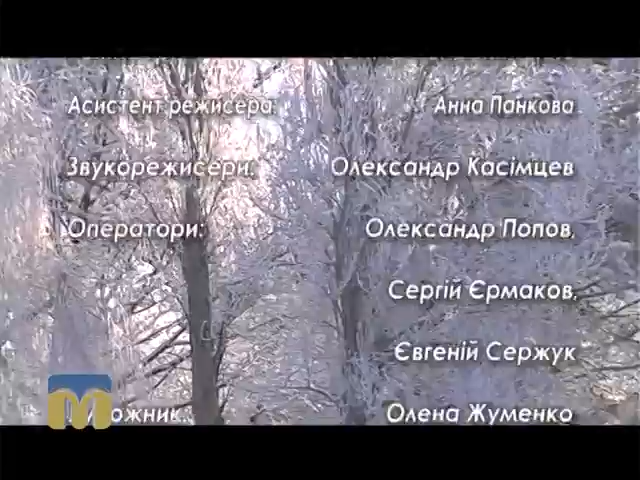 Асистент режисера: Анна Панкова
Звукорежисери: Олександр Касімцев
Оператори: Олександр Попов,
Сергій Єрмаков,
Євгеній Сержук
Олена Жуменко